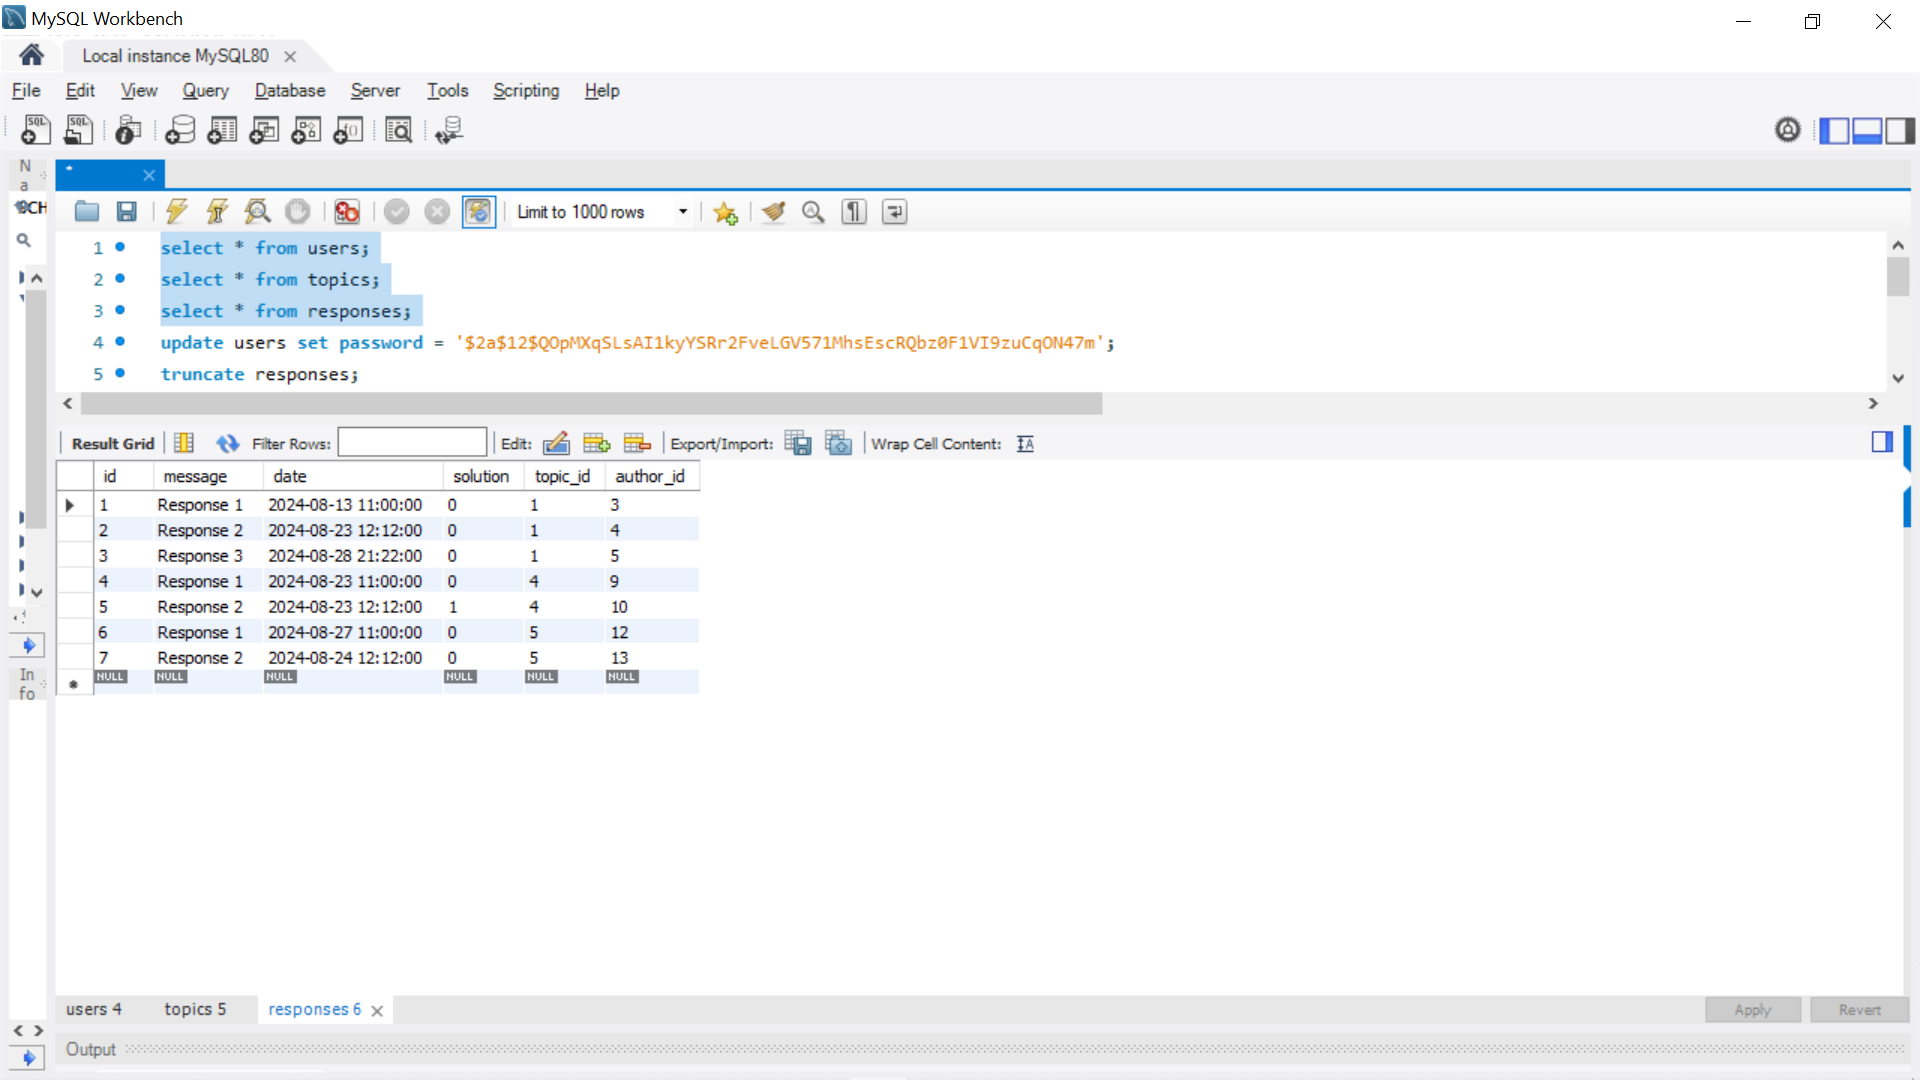 MySQL Workbench
Local instance MySQL80
File Edit View Query Database Server Tools Scripting Help
SQL SQL
N
a
*
SCH
Limit to 1000 rows
1 select * from users;
2 select * from topics;
3 select * from responses;
4 update users set password = '$2a$12$QOpMXqSLsAI1kyYSRr2FveLGV571MhsEscRQbz0F1VI9zuCqON47m';
5 truncate responses;
Result Grid Filter Rows: Edit: Export/Import: Wrap Cell Content:
id message date solution topic_id author_id
1 Response 1 2024-08-13 11:00:00 0 1 3
2 Response 2 2024-08-23 12:12:00 0 1 4
3 Response 3 2024-08-28 21:22:00 0 1 5
4 Response 1 2024-08-23 11:00:00 0 4 9
5 Response 2 2024-08-23 12:12:00 1 4 10
6 Response 1 2024-08-27 11:00:00 0 5 12
7 Response 2 2024-08-24 12:12:00 0 5 13
NULL NULL NULL NULL NULL NULL
In
fo
users 4 topics 5 responses 6
Apply Revert
Output